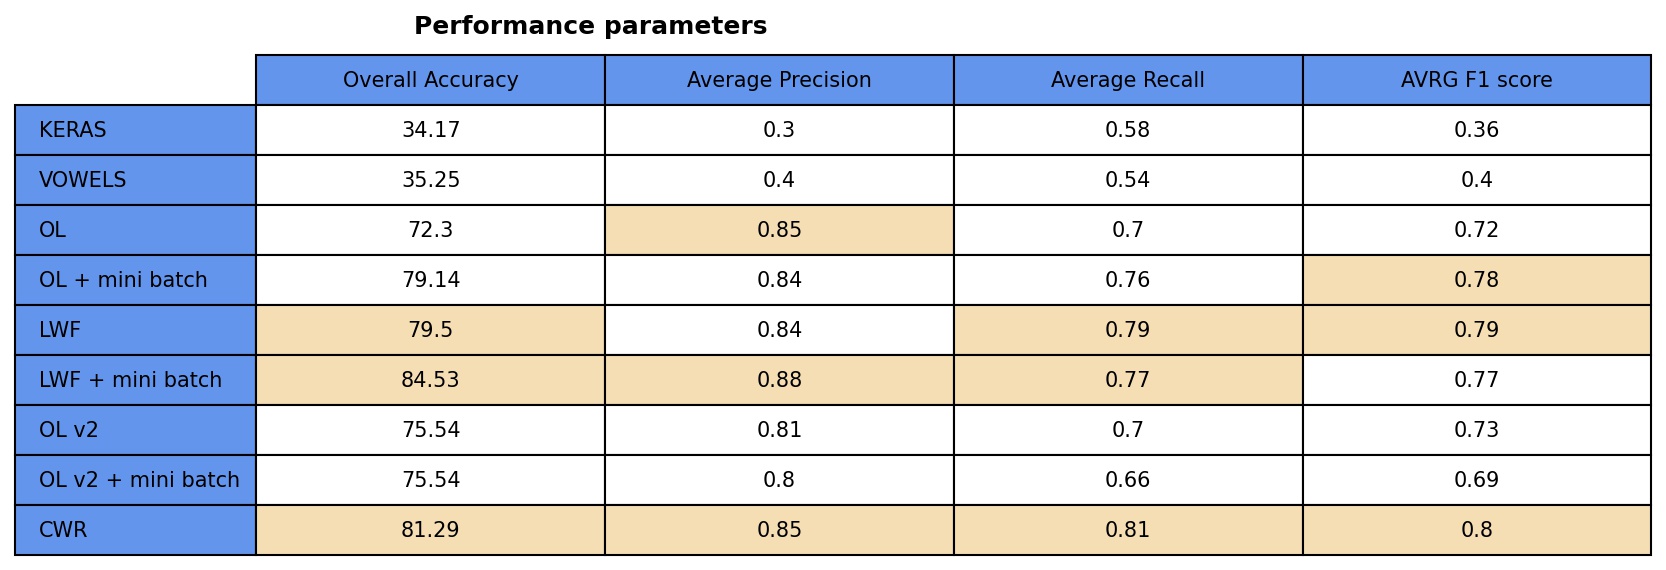 Performance parameters
Overall Accuracy Average Precision Average Recall AVRG F1 score
KERAS 34.17 0.3 0.58 0.36
VOWELS 35.25 0.4 0.54 0.4
OL 72.3 0.85 0.7 0.72
OL + mini batch 79.14 0.84 0.76 0.78
LWF 79.5 0.84 0.79 0.79
LWF + mini batch 84.53 0.88 0.77 0.77
OL v2 75.54 0.81 0.7 0.73
OL v2 + mini batch 75.54 0.8 0.66 0.69
CWR 81.29 0.85 0.81 0.8